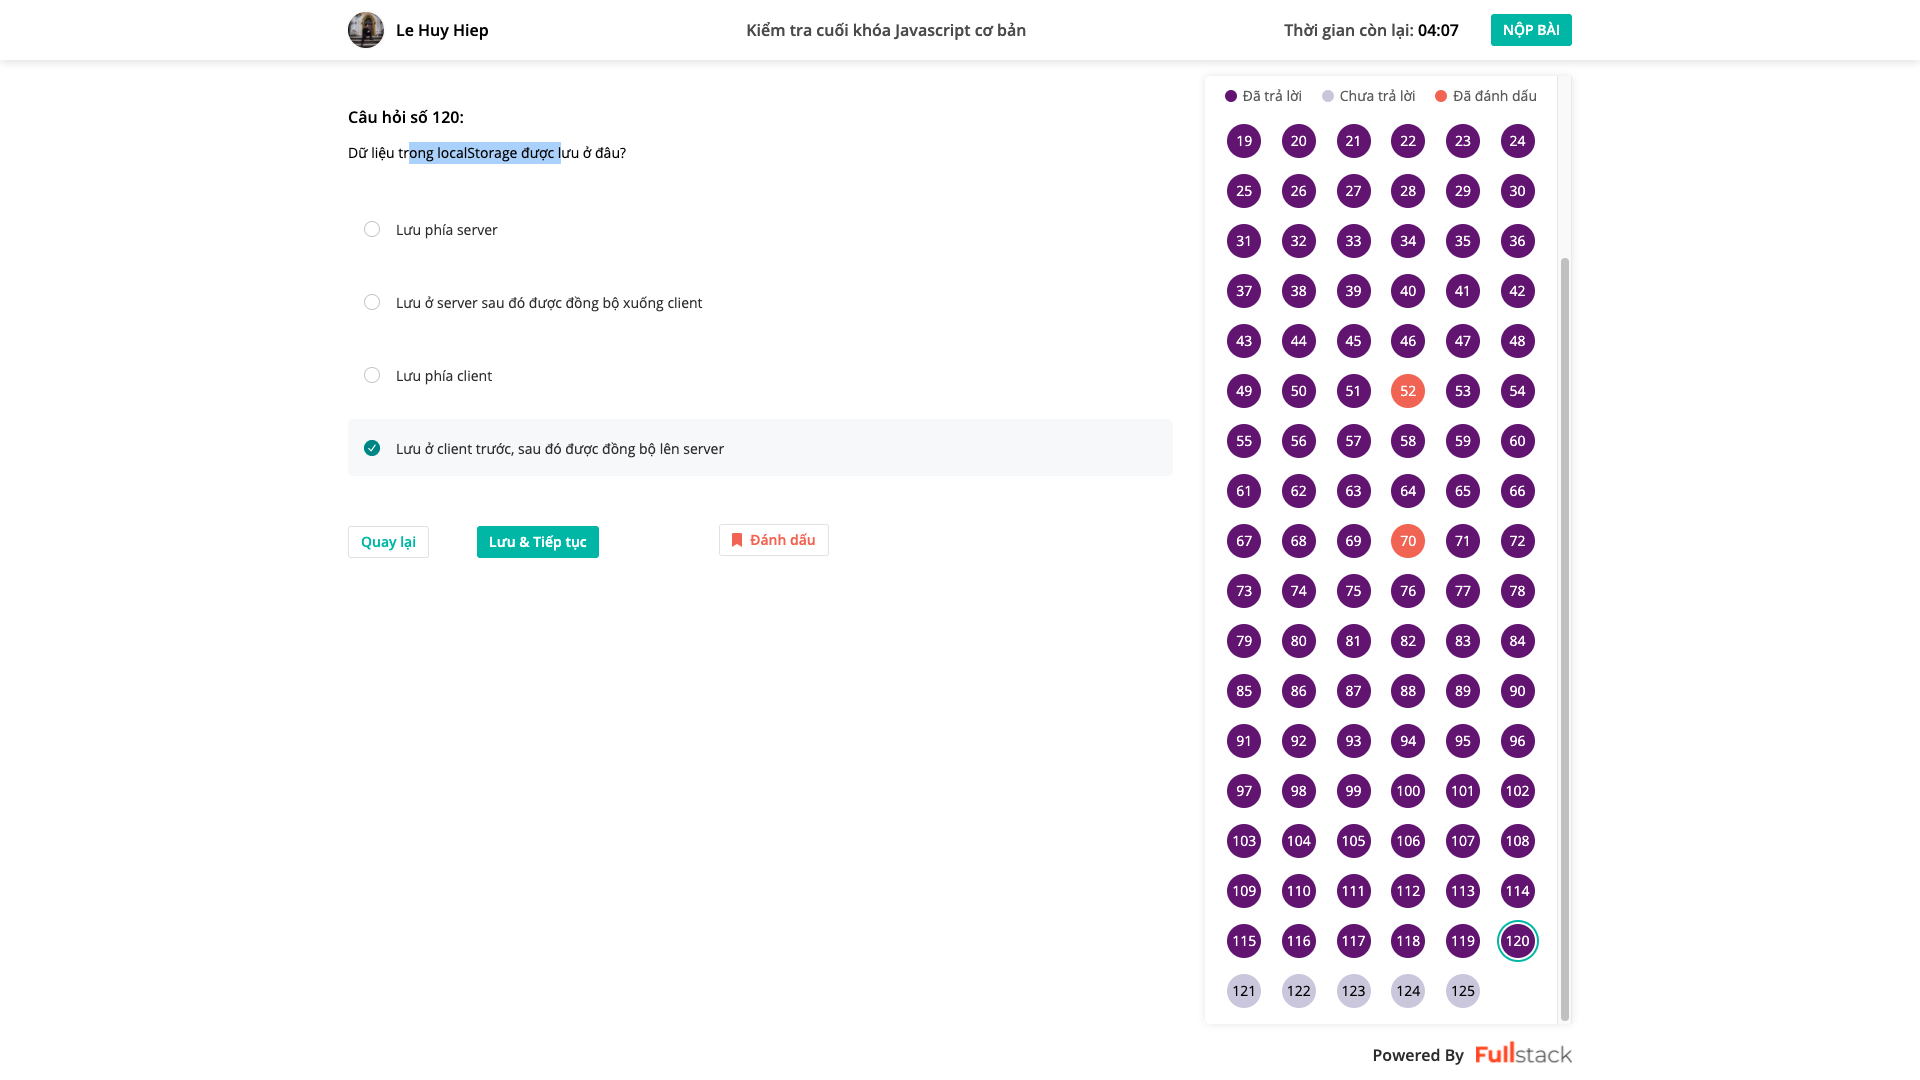 Le Huy Hiep
Kiểm tra cuối khóa Javascript cơ bản
Thời gian còn lại: 04:07
NỘP BÀI
Câu hỏi số 120:
Dữ liệu trong localStorage được lưu ở đâu?
Lưu phía server
Lưu ở server sau đó được đồng bộ xuống client
Lưu phía client
Lưu ở client trước, sau đó được đồng bộ lên server
Quay lại
Lưu & Tiếp tục
Đánh dấu
Đã trả lời
Chưa trả lời
Đã đánh dấu
19 20 21 22 23 24
25 26 27 28 29 30
31 32 33 34 35 36
37 38 39 40 41 42
43 44 45 46 47 48
49 50 51 52 53 54
55 56 57 58 59 60
61 62 63 64 65 66
67 68 69 70 71 72
73 74 75 76 77 78
79 80 81 82 83 84
85 86 87 88 89 90
91 92 93 94 95 96
97 98 99 100 101 102
103 104 105 106 107 108
109 110 111 112 113 114
115 116 117 118 119 120
121 122 123 124 125
Powered By Fullstack